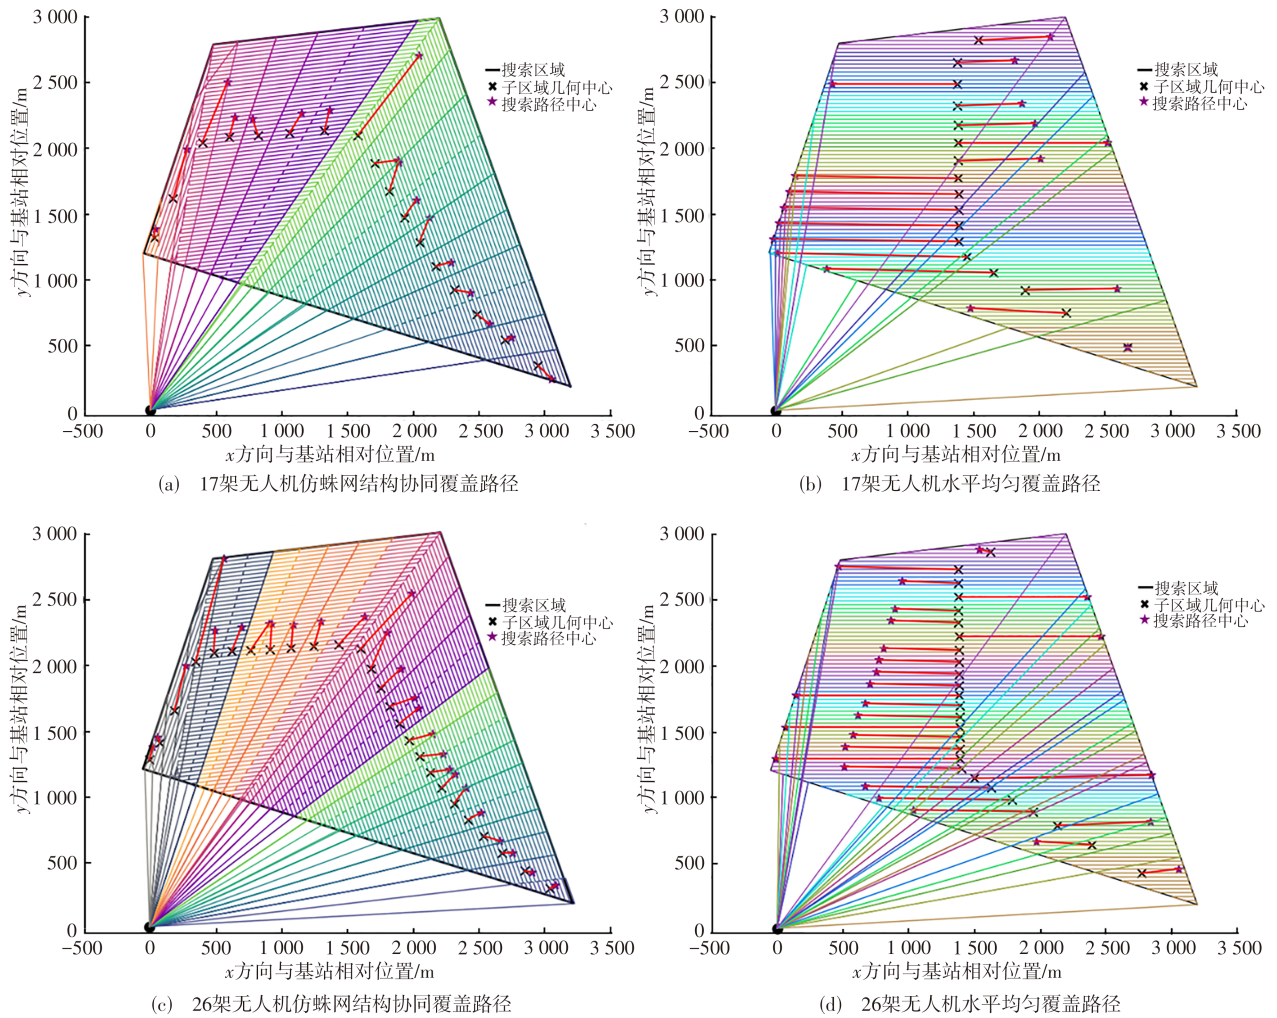 3 000
2 500
2 000
1 500
1 000
500
0
−500
0
500
1 000
1 500
2 000
2 500
3 000
3 500
y方向与基站相对位置/m
x方向与基站相对位置/m
搜索区域
子区域几何中心
搜索路径中心
(a) 17架无人机仿蛛网结构协同覆盖路径
3 000
2 500
2 000
1 500
1 000
500
0
−500
0
500
1 000
1 500
2 000
2 500
3 000
3 500
y方向与基站相对位置/m
x方向与基站相对位置/m
搜索区域
子区域几何中心
搜索路径中心
(b) 17架无人机水平均匀覆盖路径
3 000
2 500
2 000
1 500
1 000
500
0
−500
0
500
1 000
1 500
2 000
2 500
3 000
3 500
y方向与基站相对位置/m
x方向与基站相对位置/m
搜索区域
子区域几何中心
搜索路径中心
(c) 26架无人机仿蛛网结构协同覆盖路径
3 000
2 500
2 000
1 500
1 000
500
0
−500
0
500
1 000
1 500
2 000
2 500
3 000
3 500
y方向与基站相对位置/m
x方向与基站相对位置/m
搜索区域
子区域几何中心
搜索路径中心
(d) 26架无人机水平均匀覆盖路径